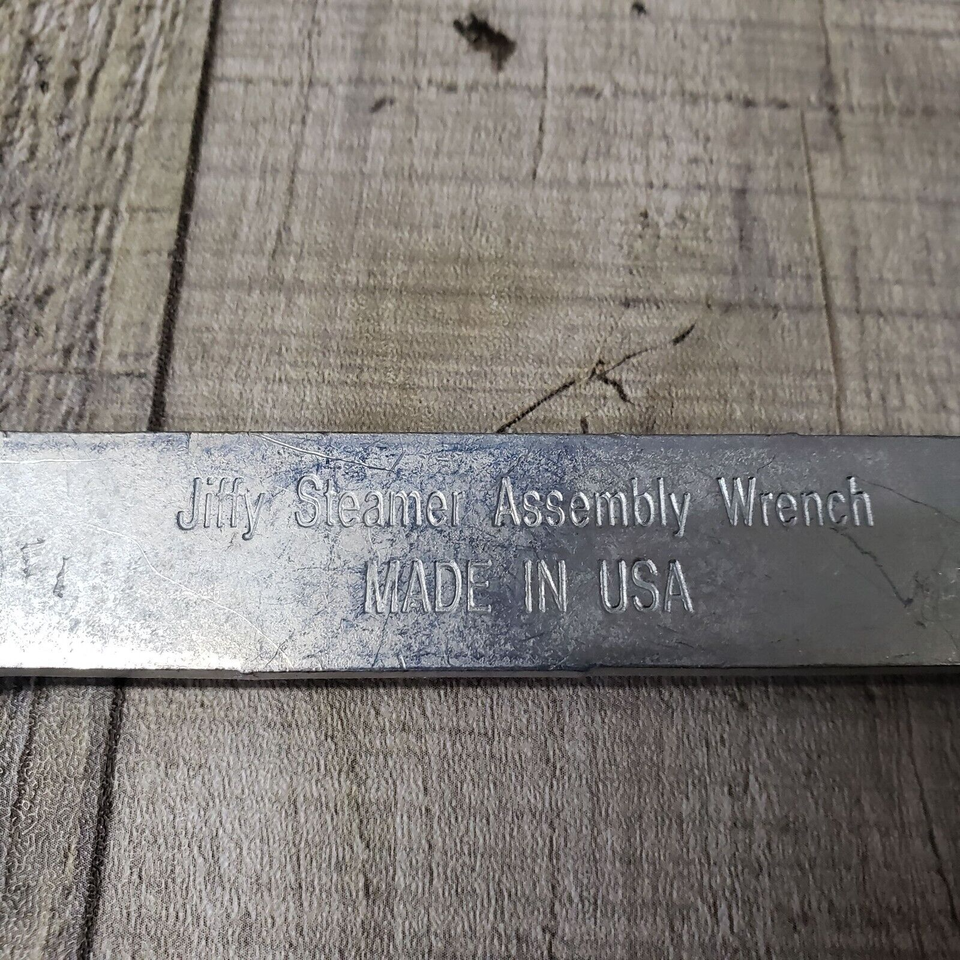 Jiffy Steamer Assembly Wrench
MADE IN USA